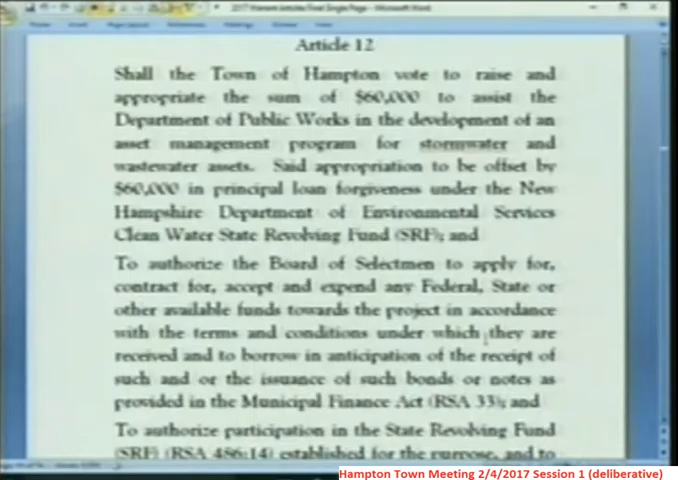 2017 Warrant Articles Final Single Page - Microsoft Word
Article 12
Shall the Town of Hampton vote to raise and
appropriate the sum of $60,000 to assist the
Department of Public Works in the development of an
asset management program for stormwater and
wastewater assets. Said appropriation to be offset by
$60,000 in principal loan forgiveness under the New
Hampshire Department of Environmental Services
Clean Water State Revolving Fund (SRF); and
To authorize the Board of Selectmen to apply for,
contract for, accept and expend any Federal, State or
other available funds towards the project in accordance
with the terms and conditions under which they are
received and to borrow in anticipation of the receipt of
such and or the issuance of such bonds or notes as
provided in the Municipal Finance Act (RSA 33); and
To authorize participation in the State Revolving Fund
(SRF) (RSA 486:14) established for the purpose, and to
Hampton Town Meeting 2/4/2017 Session 1 (deliberative)